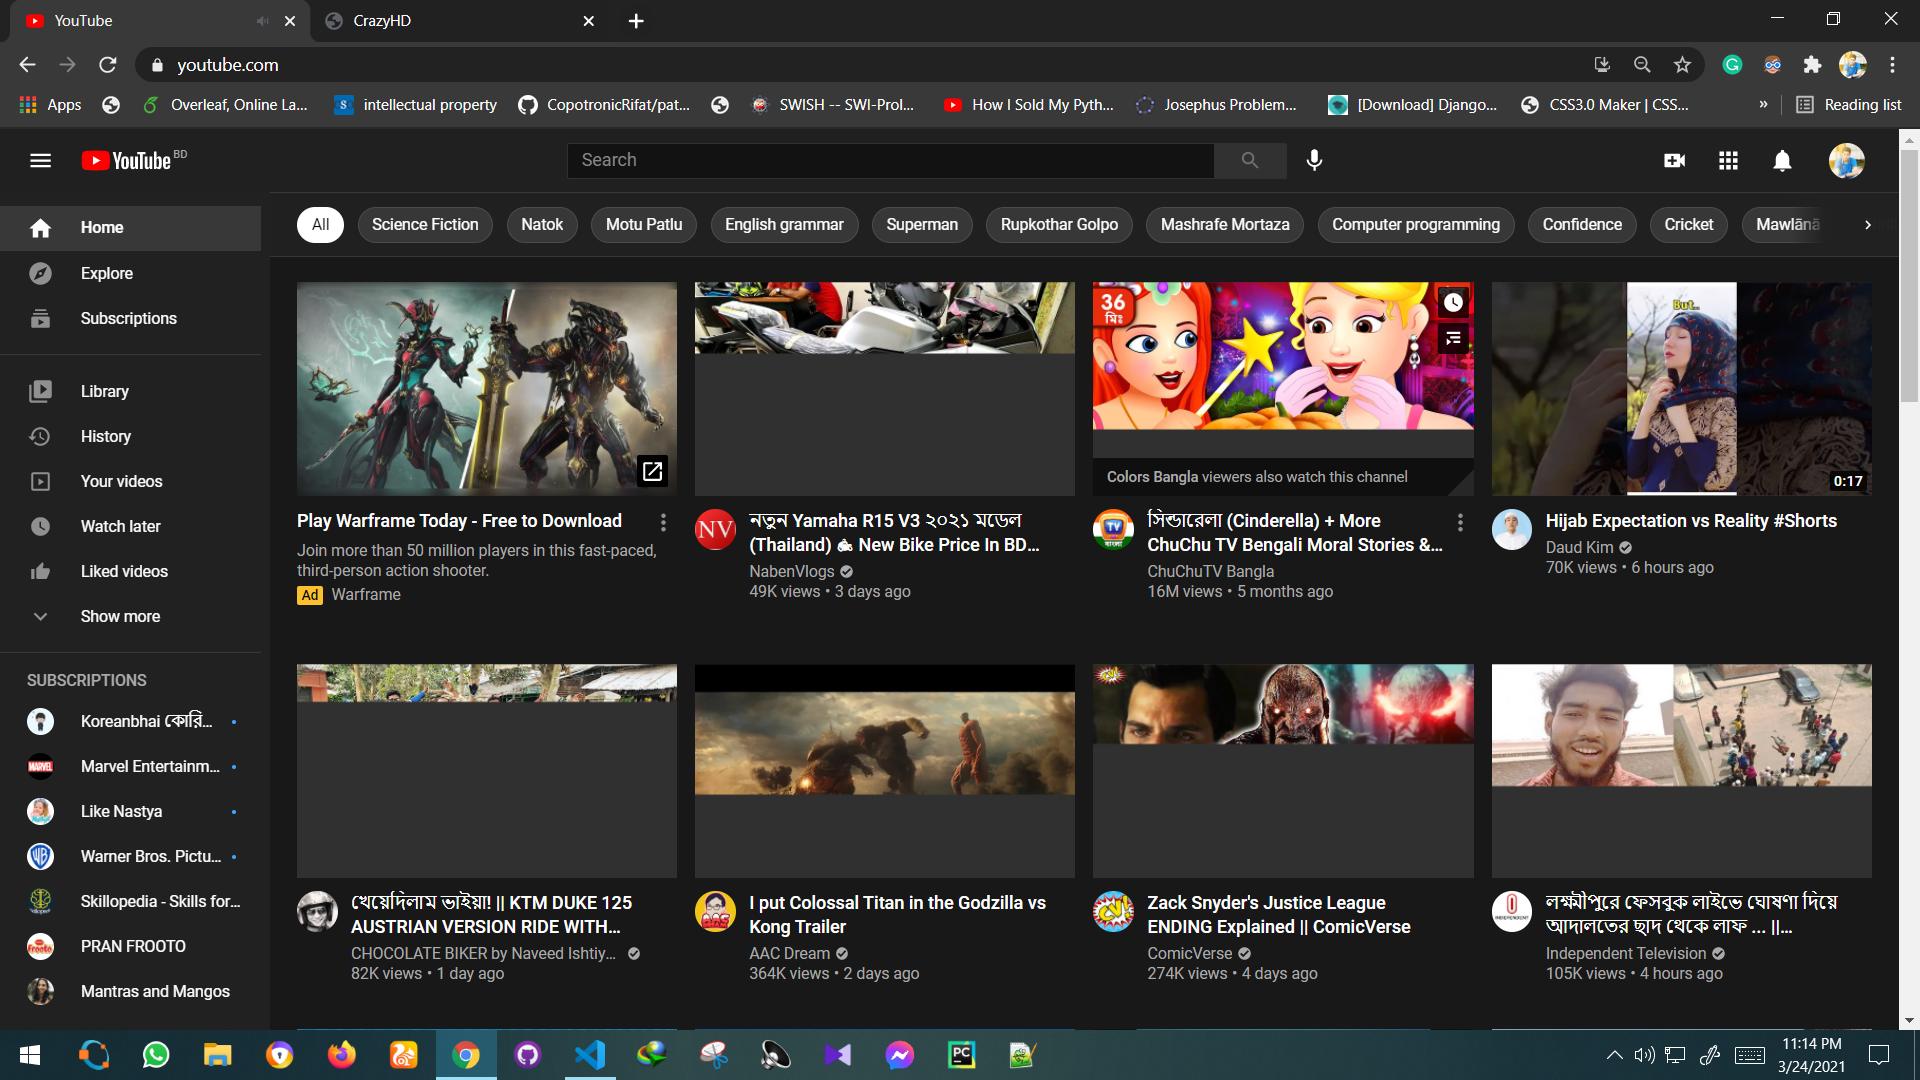 YouTube
CrazyHD
youtube.com
Apps
Overleaf, Online La...
intellectual property
CopotronicRifat/pat...
SWISH -- SWI-Prol...
How I Sold My Pyth...
Josephus Problem...
[Download] Django...
CSS3.0 Maker | CSS...
»
Reading list
YouTube BD
Search
Home
Explore
Subscriptions
Library
History
Your videos
Watch later
Liked videos
Show more
SUBSCRIPTIONS
Koreanbhai কোরি...
MARVEL
Marvel Entertainm...
Like Nastya
Warner Bros. Pictu...
Skillopedia - Skills for...
PRAN FROOTO
Mantras and Mangos
All
Science Fiction
Natok
Motu Patlu
English grammar
Superman
Rupkothar Golpo
Mashrafe Mortaza
Computer programming
Confidence
Cricket
Mawlānā
Play Warframe Today - Free to Download
Join more than 50 million players in this fast-paced,
third-person action shooter.
Ad Warframe
NV
নতুন Yamaha R15 V3 ২০২১ মডেল
(Thailand) 🏍 New Bike Price In BD...
NabenVlogs
49K views • 3 days ago
36
মিঃ
Colors Bangla viewers also watch this channel
সিন্ডারেলা (Cinderella) + More
ChuChu TV Bengali Moral Stories &...
ChuChuTV Bangla
16M views • 5 months ago
But...
0:17
Hijab Expectation vs Reality #Shorts
Daud Kim
70K views • 6 hours ago
খেয়েদিলাম ভাইয়া! || KTM DUKE 125
AUSTRIAN VERSION RIDE WITH...
CHOCOLATE BIKER by Naveed Ishtiy...
82K views • 1 day ago
I put Colossal Titan in the Godzilla vs
Kong Trailer
AAC Dream
364K views • 2 days ago
Zack Snyder's Justice League
ENDING Explained || ComicVerse
ComicVerse
274K views • 4 days ago
লক্ষ্মীপুরে ফেসবুক লাইভে ঘোষণা দিয়ে
আদালতের ছাদ থেকে লাফ ... ||...
Independent Television
105K views • 4 hours ago
11:14 PM
3/24/2021